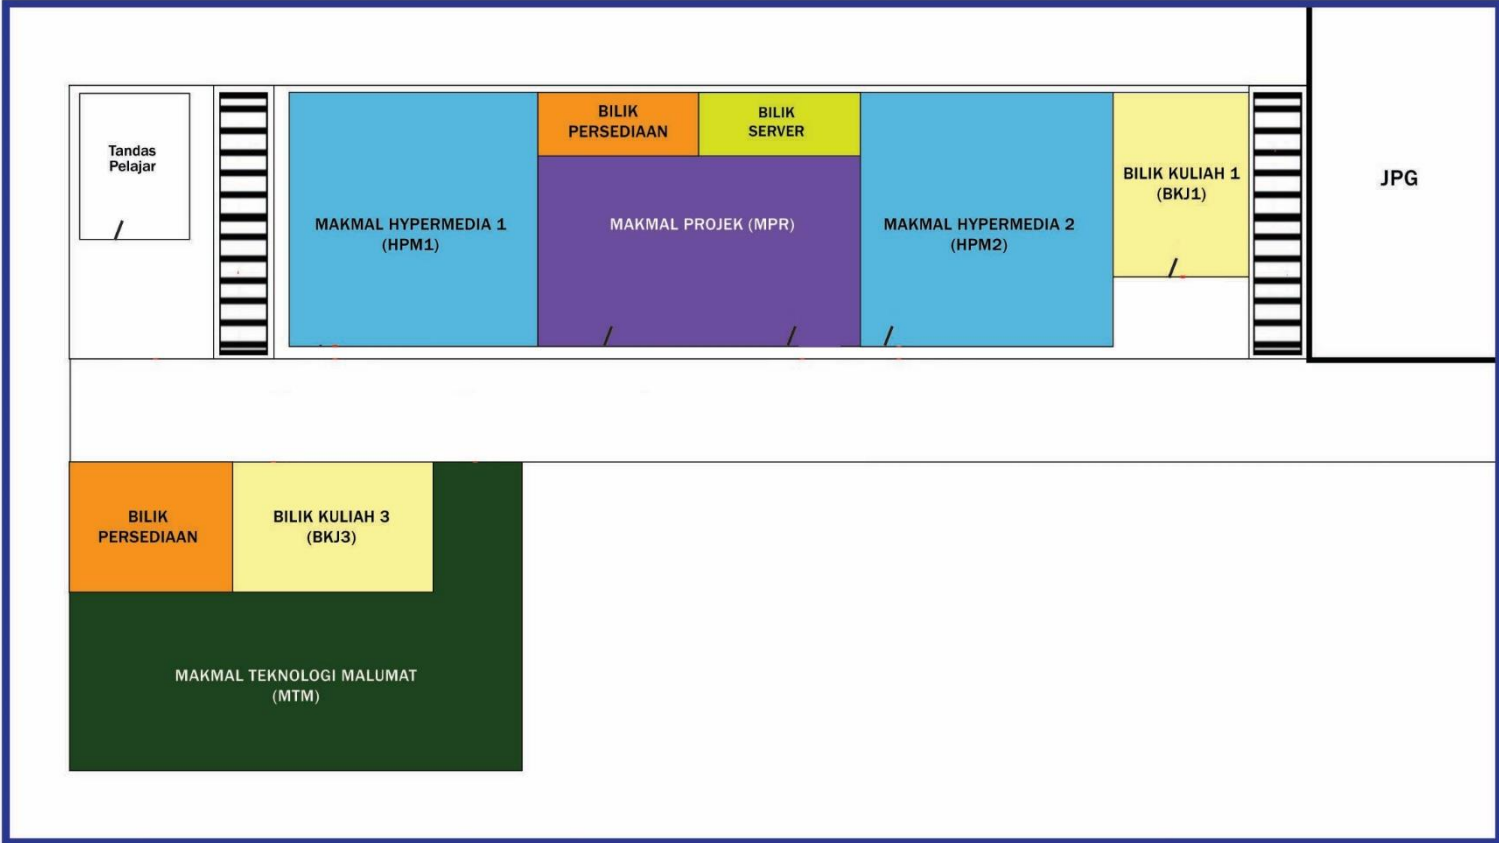 Tandas
Pelajar
MAKMAL HYPERMEDIA 1
(HPM1)
BILIK
PERSEDIAAN
BILIK
SERVER
MAKMAL PROJEK (MPR)
MAKMAL HYPERMEDIA 2
(HPM2)
BILIK KULIAH 1
(BKJ1)
JPG
BILIK
PERSEDIAAN
BILIK KULIAH 3
(BKJ3)
MAKMAL TEKNOLOGI MALUMAT
(MTM)